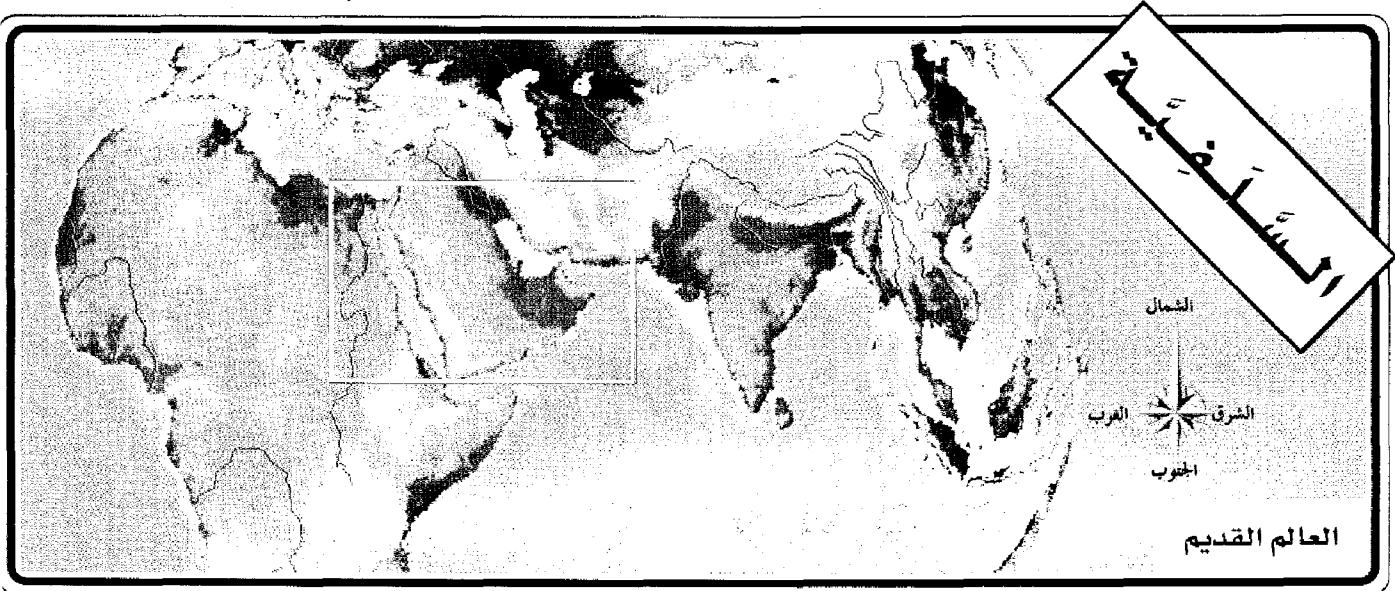 السَّلَفِيَّة
الشمال
الغرب
الشرق
الجنوب
العالم القديم